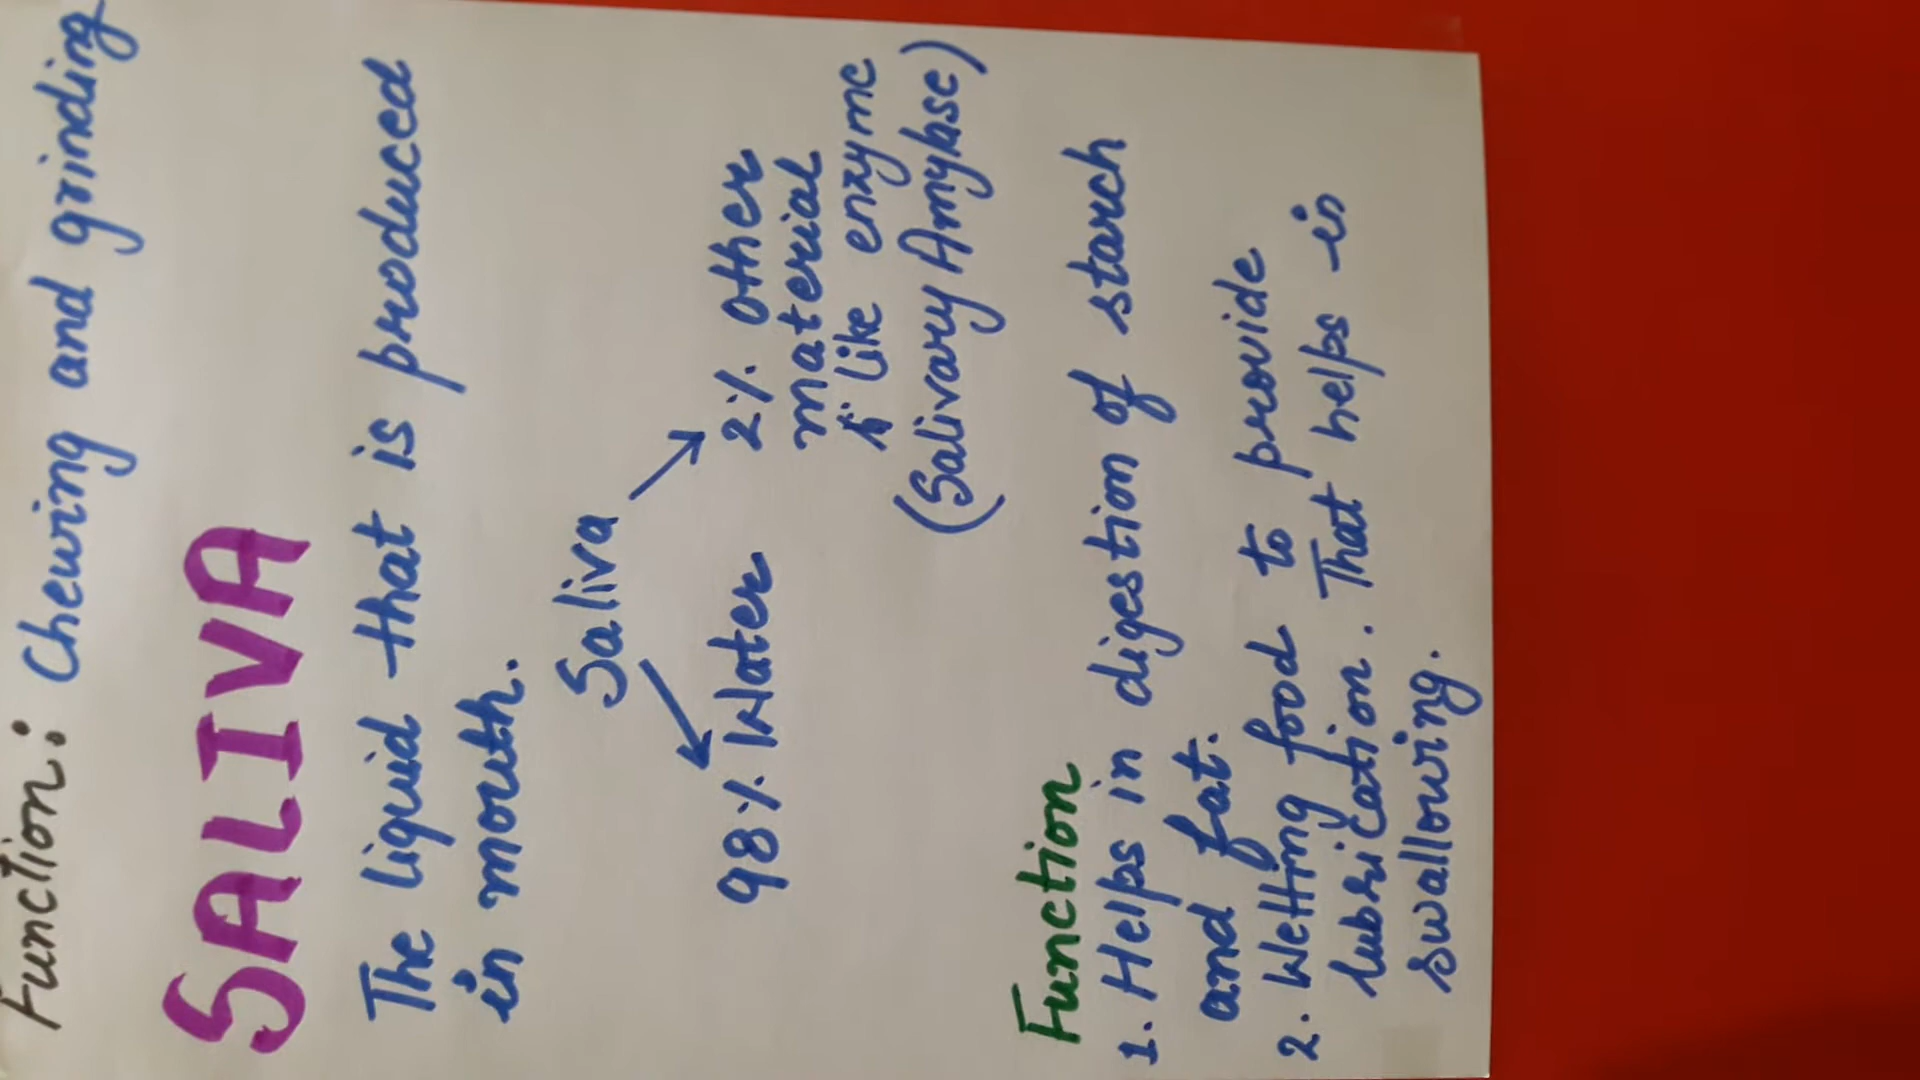 Function: Chewing and grinding
SALIVA
The liquid that is produced
in mouth.
Saliva
98% Water
2% other
material
like enzyme
(Salivary Amylase)
Function
1. Helps in digestion of starch
and fat.
2. Wetting food to provide
lubrication. That helps in
swallowing.